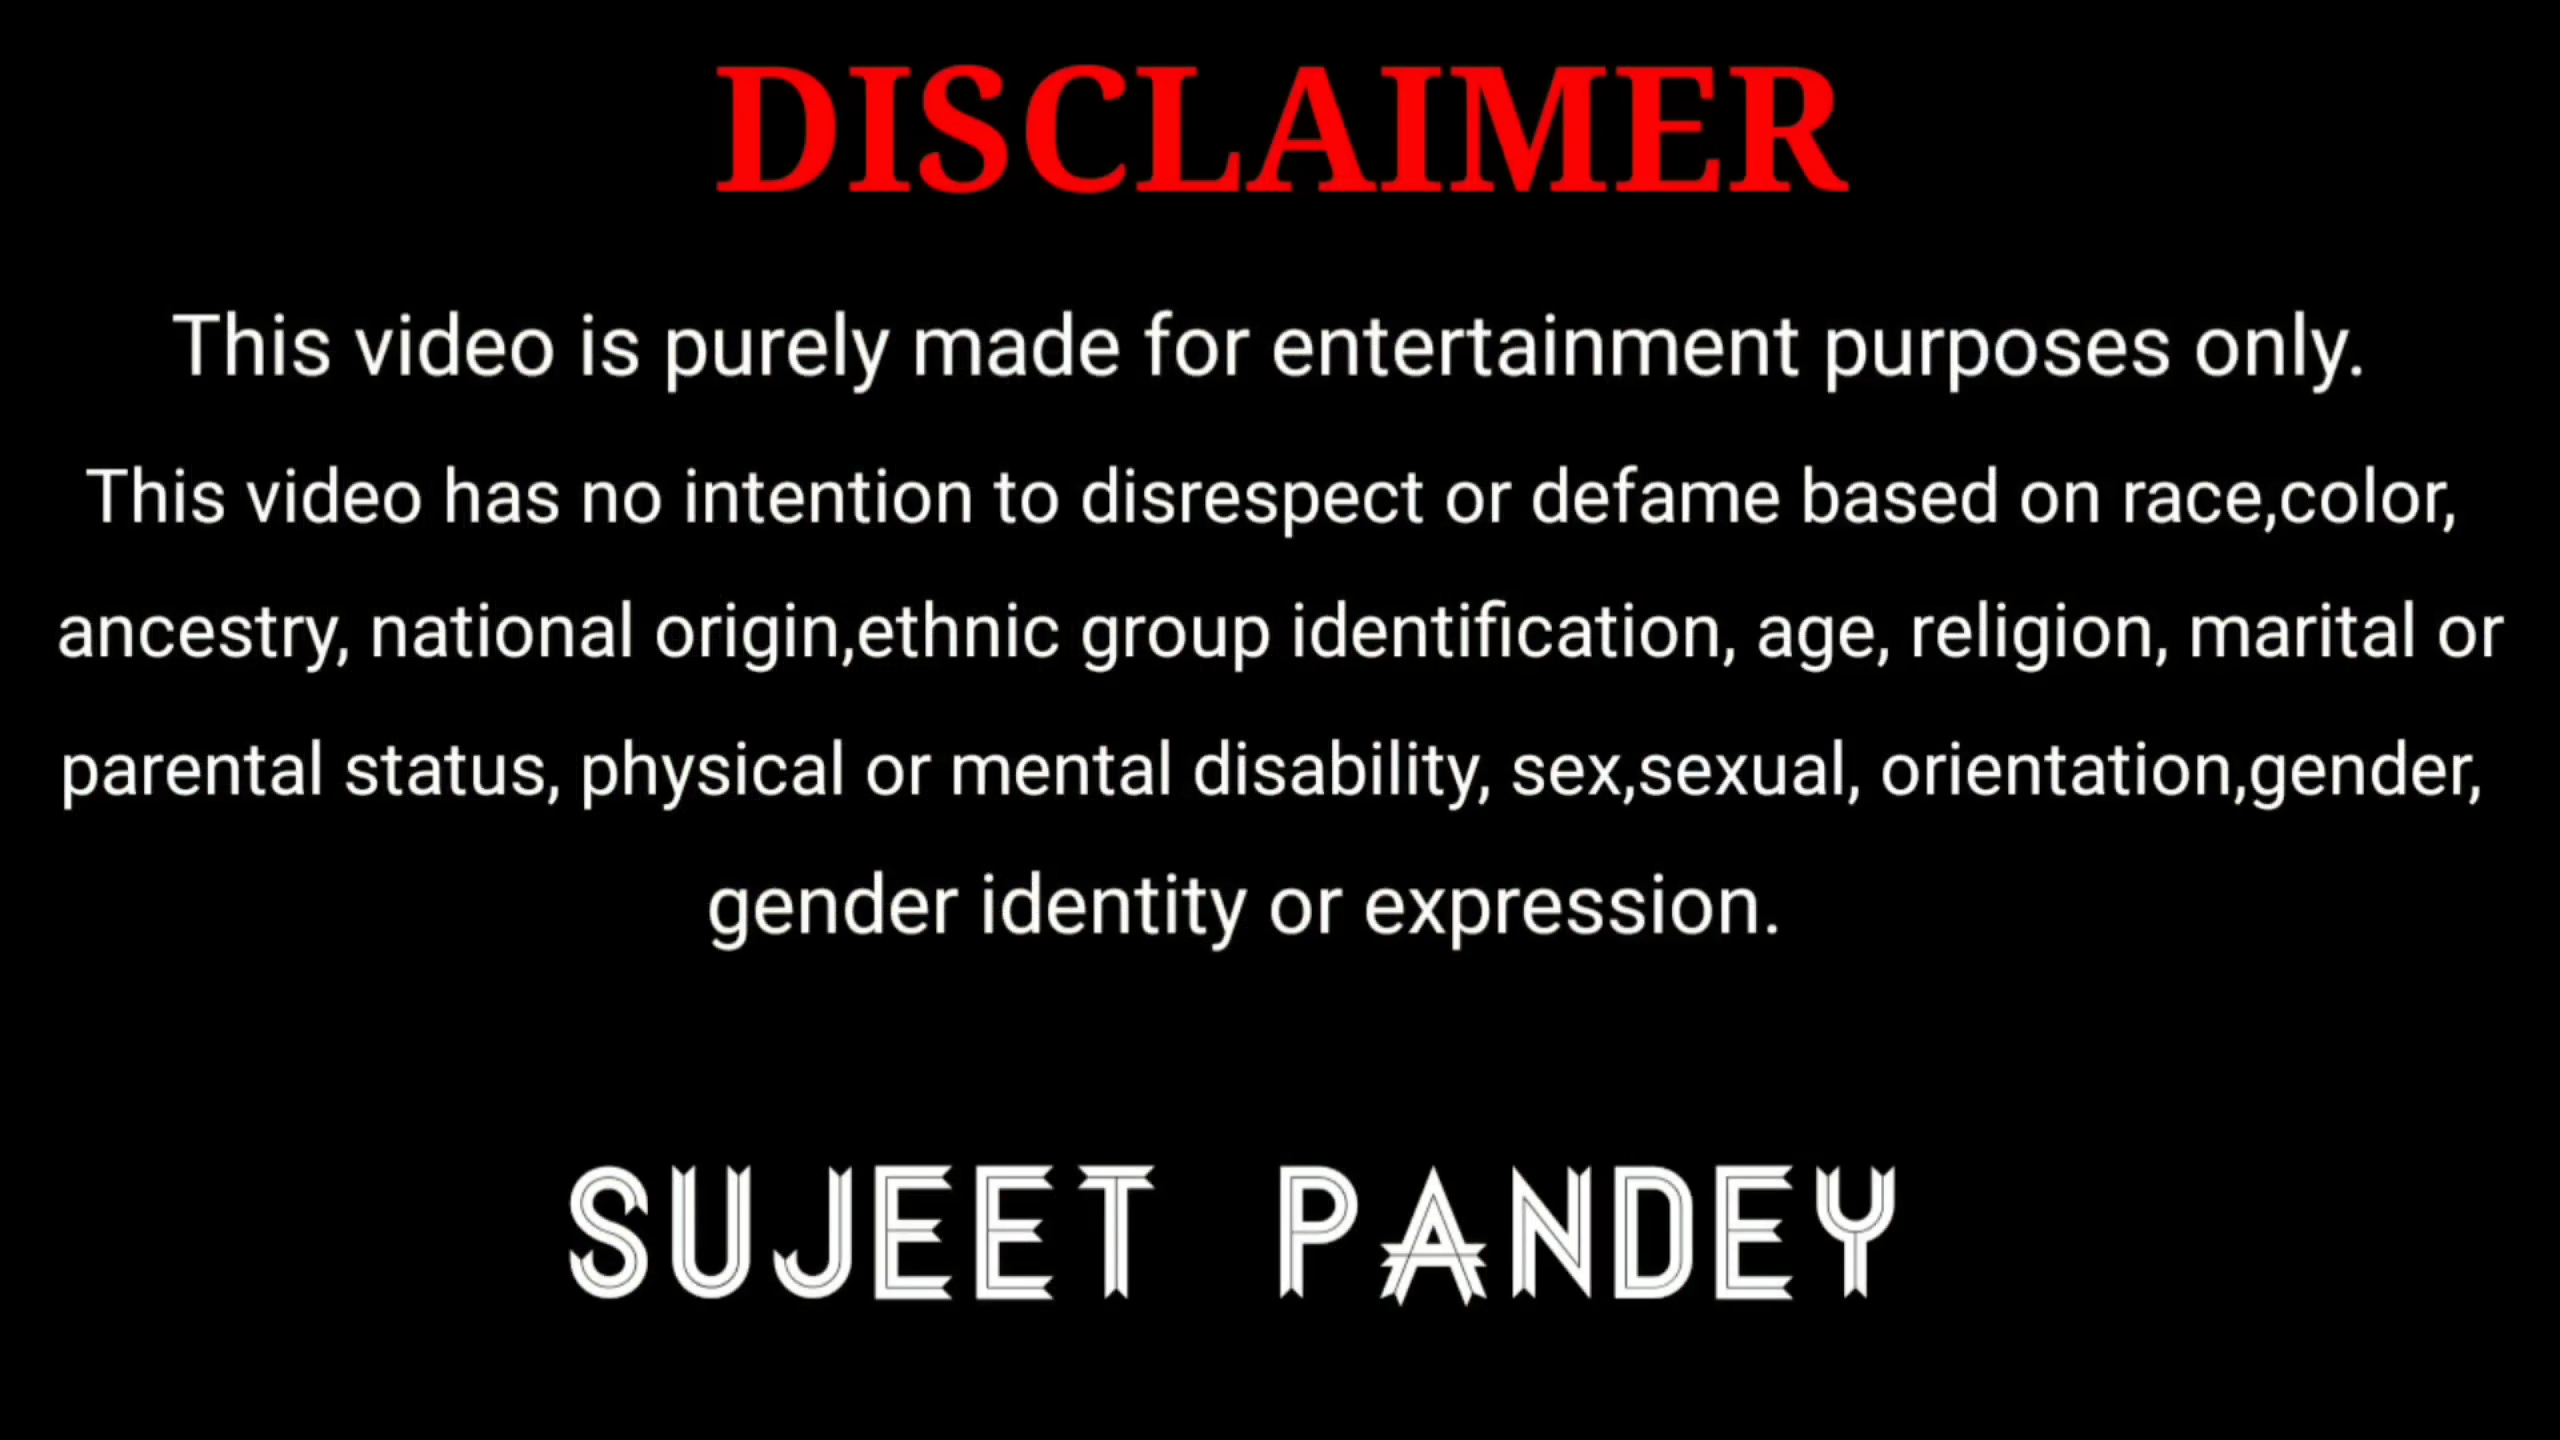 DISCLAIMER
This video is purely made for entertainment purposes only.
This video has no intention to disrespect or defame based on race,color,
ancestry, national origin,ethnic group identification, age, religion, marital or
parental status, physical or mental disability, sex,sexual, orientation,gender,
gender identity or expression.
SUJEET PANDEY